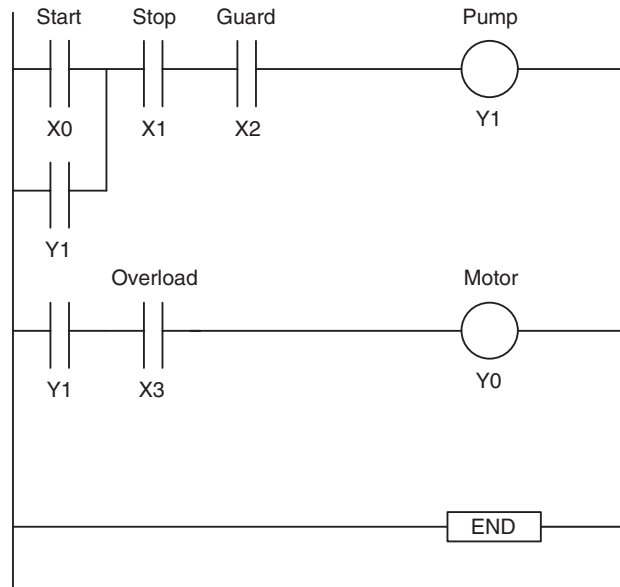 Start Stop Guard Pump
X0 X1 X2 Y1
Y1
Overload Motor
Y1 X3 Y0
END